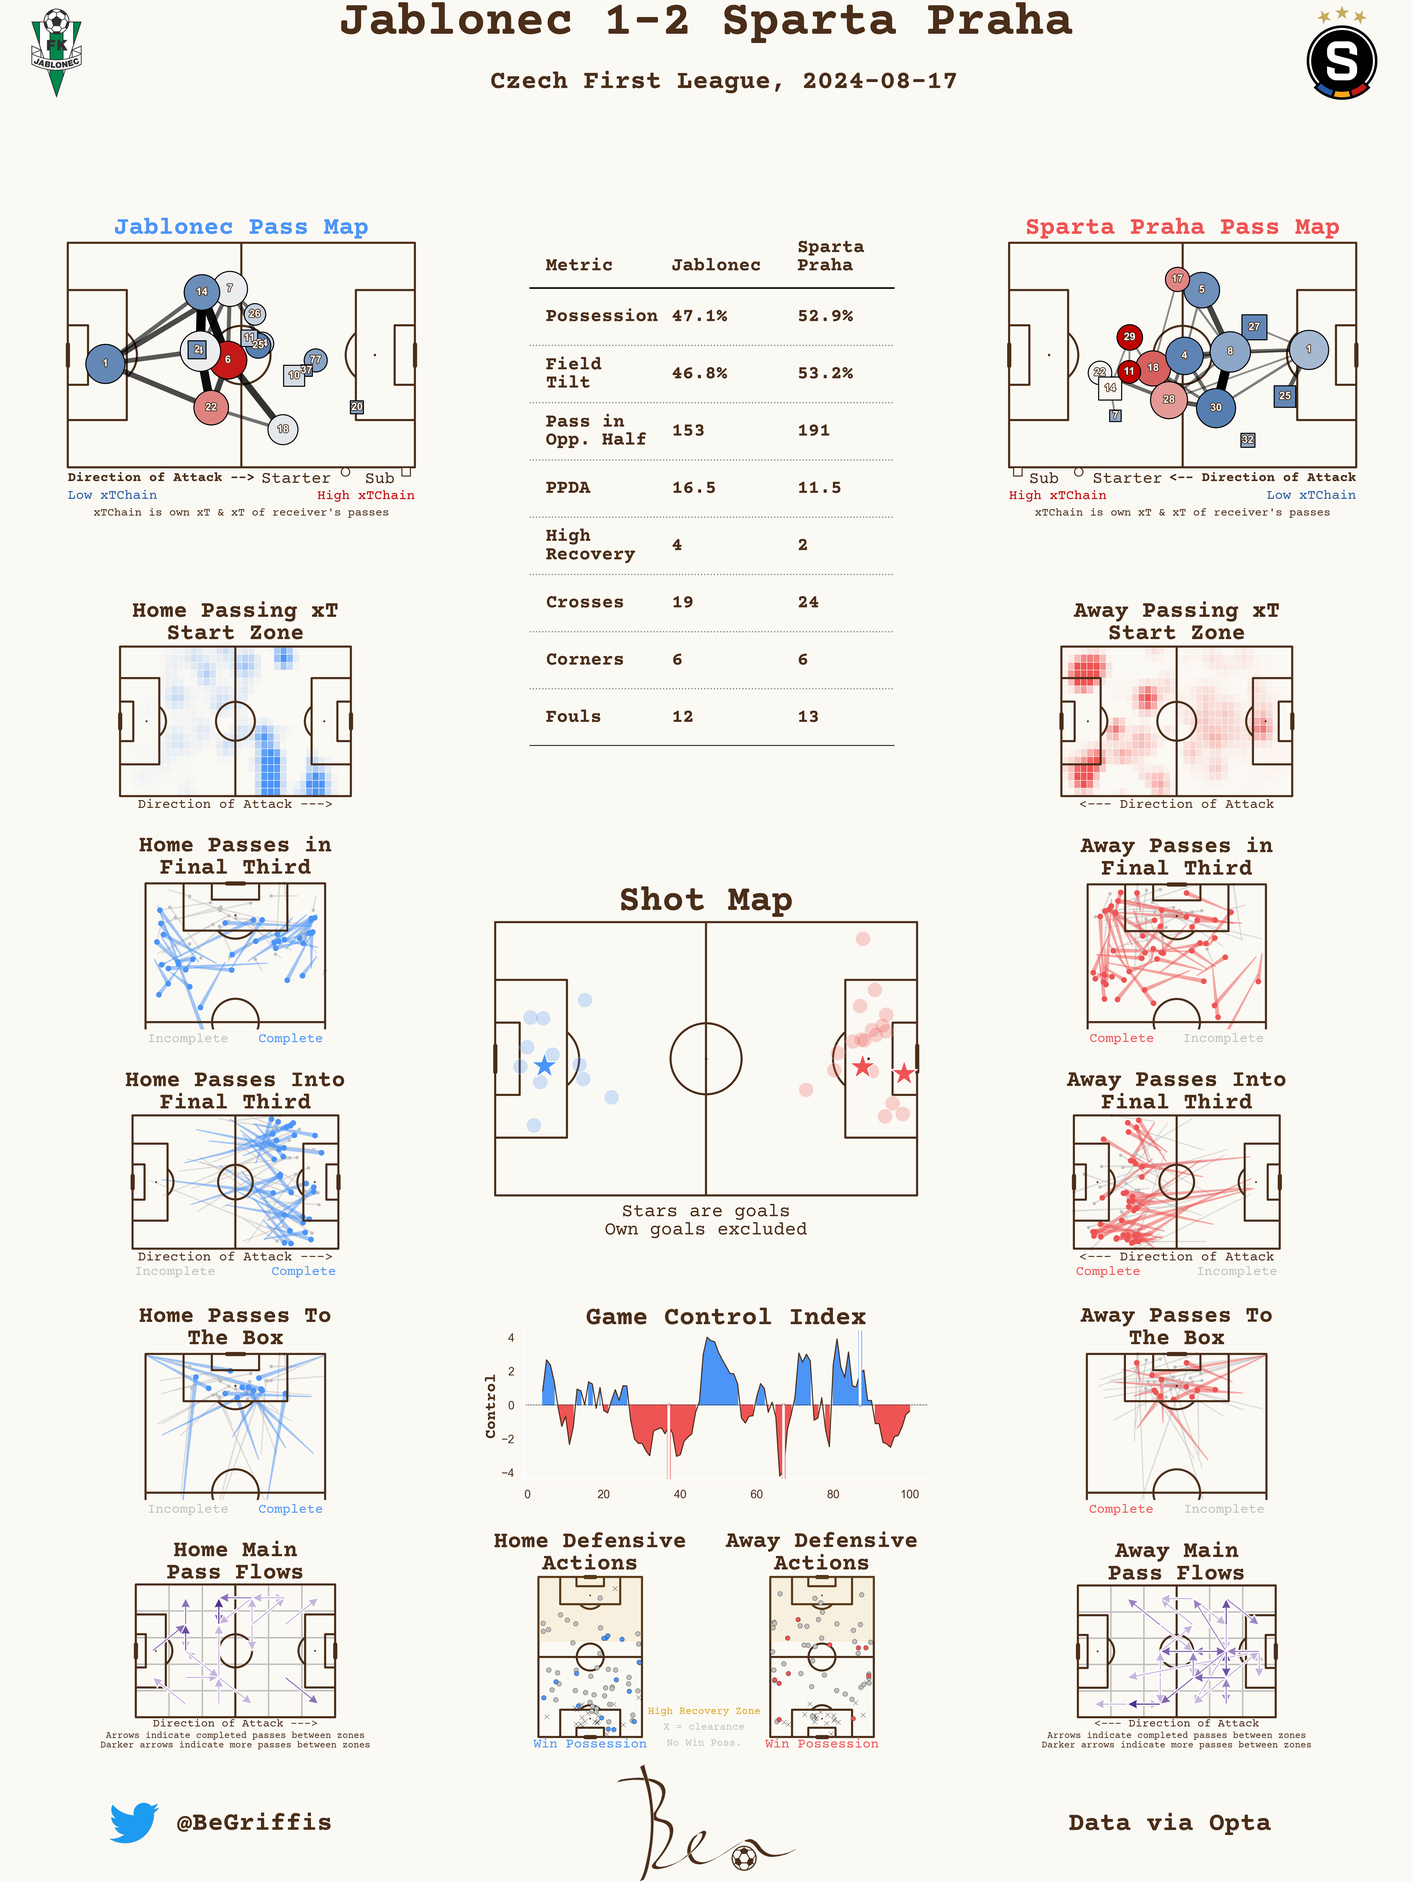 Jablonec 1-2 Sparta Praha
Czech First League, 2024-08-17
FK
JABLONEC
S
Jablonec Pass Map
14
7
26
11
25
2
1
6
77
37
10
20
22
18
Direction of Attack --> Starter Sub
Low xTChain High xTChain
xTChain is own xT & xT of receiver's passes
Metric Jablonec Sparta
Praha
Possession 47.1% 52.9%
Field
Tilt 46.8% 53.2%
Pass in
Opp. Half 153 191
PPDA 16.5 11.5
High
Recovery 4 2
Crosses 19 24
Corners 6 6
Fouls 12 13
Sparta Praha Pass Map
17
5
27
29
4
8
1
22
11
18
14
28
30
25
7
32
Sub Starter <-- Direction of Attack
High xTChain Low xTChain
xTChain is own xT & xT of receiver's passes
Home Passing xT
Start Zone
Direction of Attack --->
Away Passing xT
Start Zone
<--- Direction of Attack
Home Passes in
Final Third
Incomplete Complete
Away Passes in
Final Third
Complete Incomplete
Shot Map
Stars are goals
Own goals excluded
Home Passes Into
Final Third
Direction of Attack --->
Incomplete Complete
Away Passes Into
Final Third
<--- Direction of Attack
Complete Incomplete
Home Passes To
The Box
Incomplete Complete
Game Control Index
Control
4
2
0
−2
−4
0 20 40 60 80 100
Away Passes To
The Box
Complete Incomplete
Home Main
Pass Flows
Direction of Attack --->
Arrows indicate completed passes between zones
Darker arrows indicate more passes between zones
Home Defensive
Actions
Win Possession
High Recovery Zone
X = clearance
No Win Poss.
Away Defensive
Actions
Win Possession
Away Main
Pass Flows
<--- Direction of Attack
Arrows indicate completed passes between zones
Darker arrows indicate more passes between zones
@BeGriffis
Ben
Data via Opta